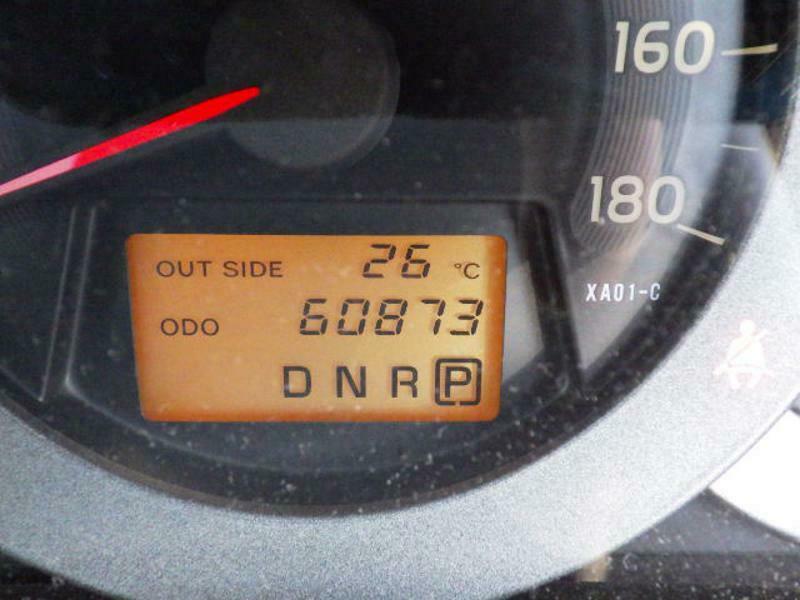 160
180
XA01-C
OUT SIDE 26 °C
ODO 60873
D N R P